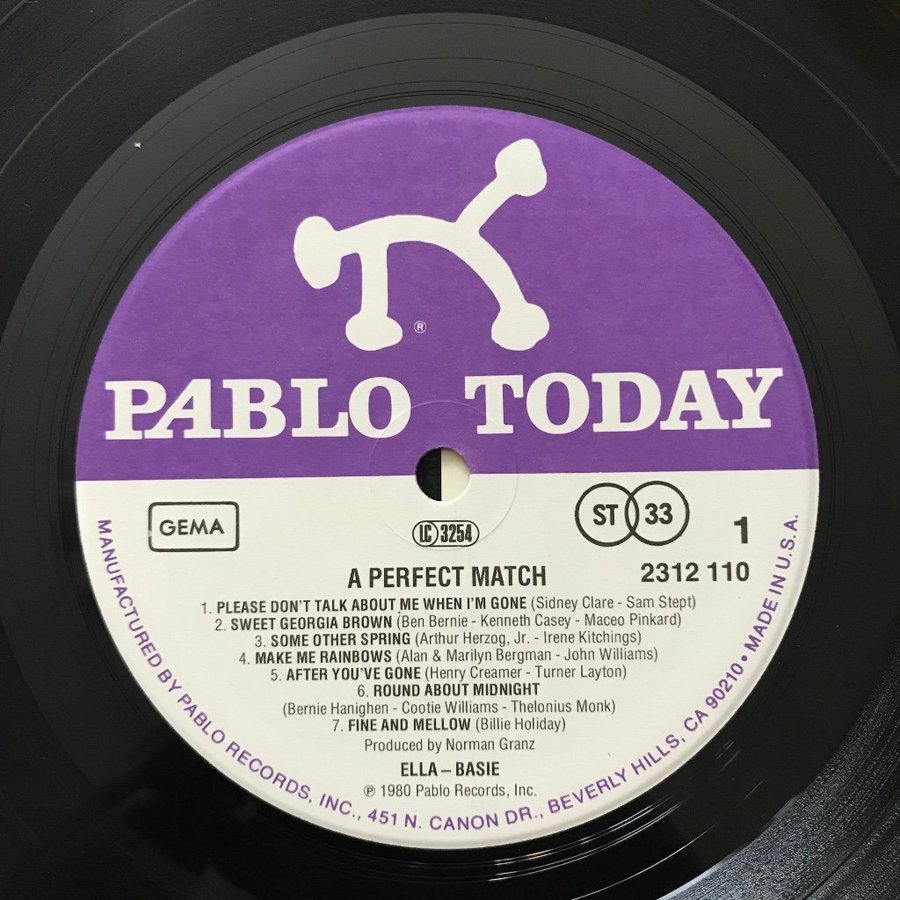 ®
PABLO TODAY
GEMA
LC 3254
ST 33
1
A PERFECT MATCH
2312 110
1. PLEASE DON'T TALK ABOUT ME WHEN I'M GONE (Sidney Clare - Sam Stept)
2. SWEET GEORGIA BROWN (Ben Bernie - Kenneth Casey - Maceo Pinkard)
3. SOME OTHER SPRING (Arthur Herzog, Jr. - Irene Kitchings)
4. MAKE ME RAINBOWS (Alan & Marilyn Bergman - John Williams)
5. AFTER YOU'VE GONE (Henry Creamer - Turner Layton)
6. ROUND ABOUT MIDNIGHT
(Bernie Hanighen - Cootie Williams - Thelonius Monk)
7. FINE AND MELLOW (Billie Holiday)
Produced by Norman Granz
ELLA – BASIE
℗ 1980 Pablo Records, Inc.
MANUFACTURED BY PABLO RECORDS, INC., 451 N. CANON DR., BEVERLY HILLS, CA 90210 • MADE IN U.S.A.